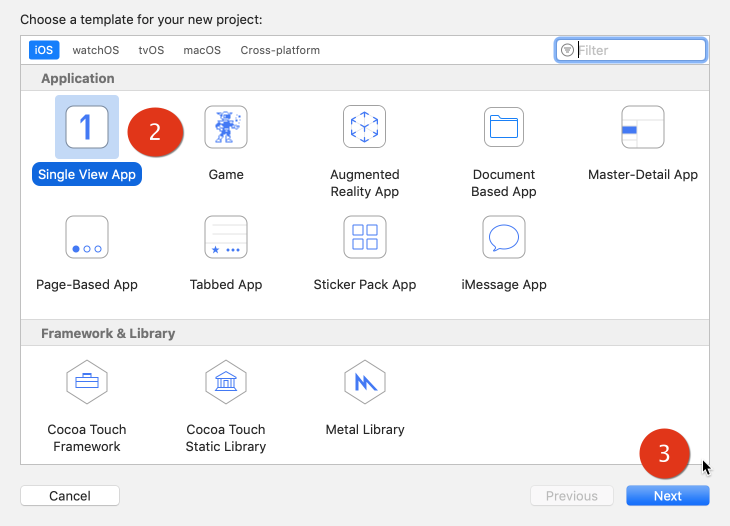 Choose a template for your new project:
iOS watchOS tvOS macOS Cross-platform Filter
Application
1 2
Single View App Game Augmented Reality App Document Based App Master-Detail App
Page-Based App Tabbed App Sticker Pack App iMessage App
Framework & Library
Cocoa Touch Framework Cocoa Touch Static Library Metal Library
3
Cancel Previous Next